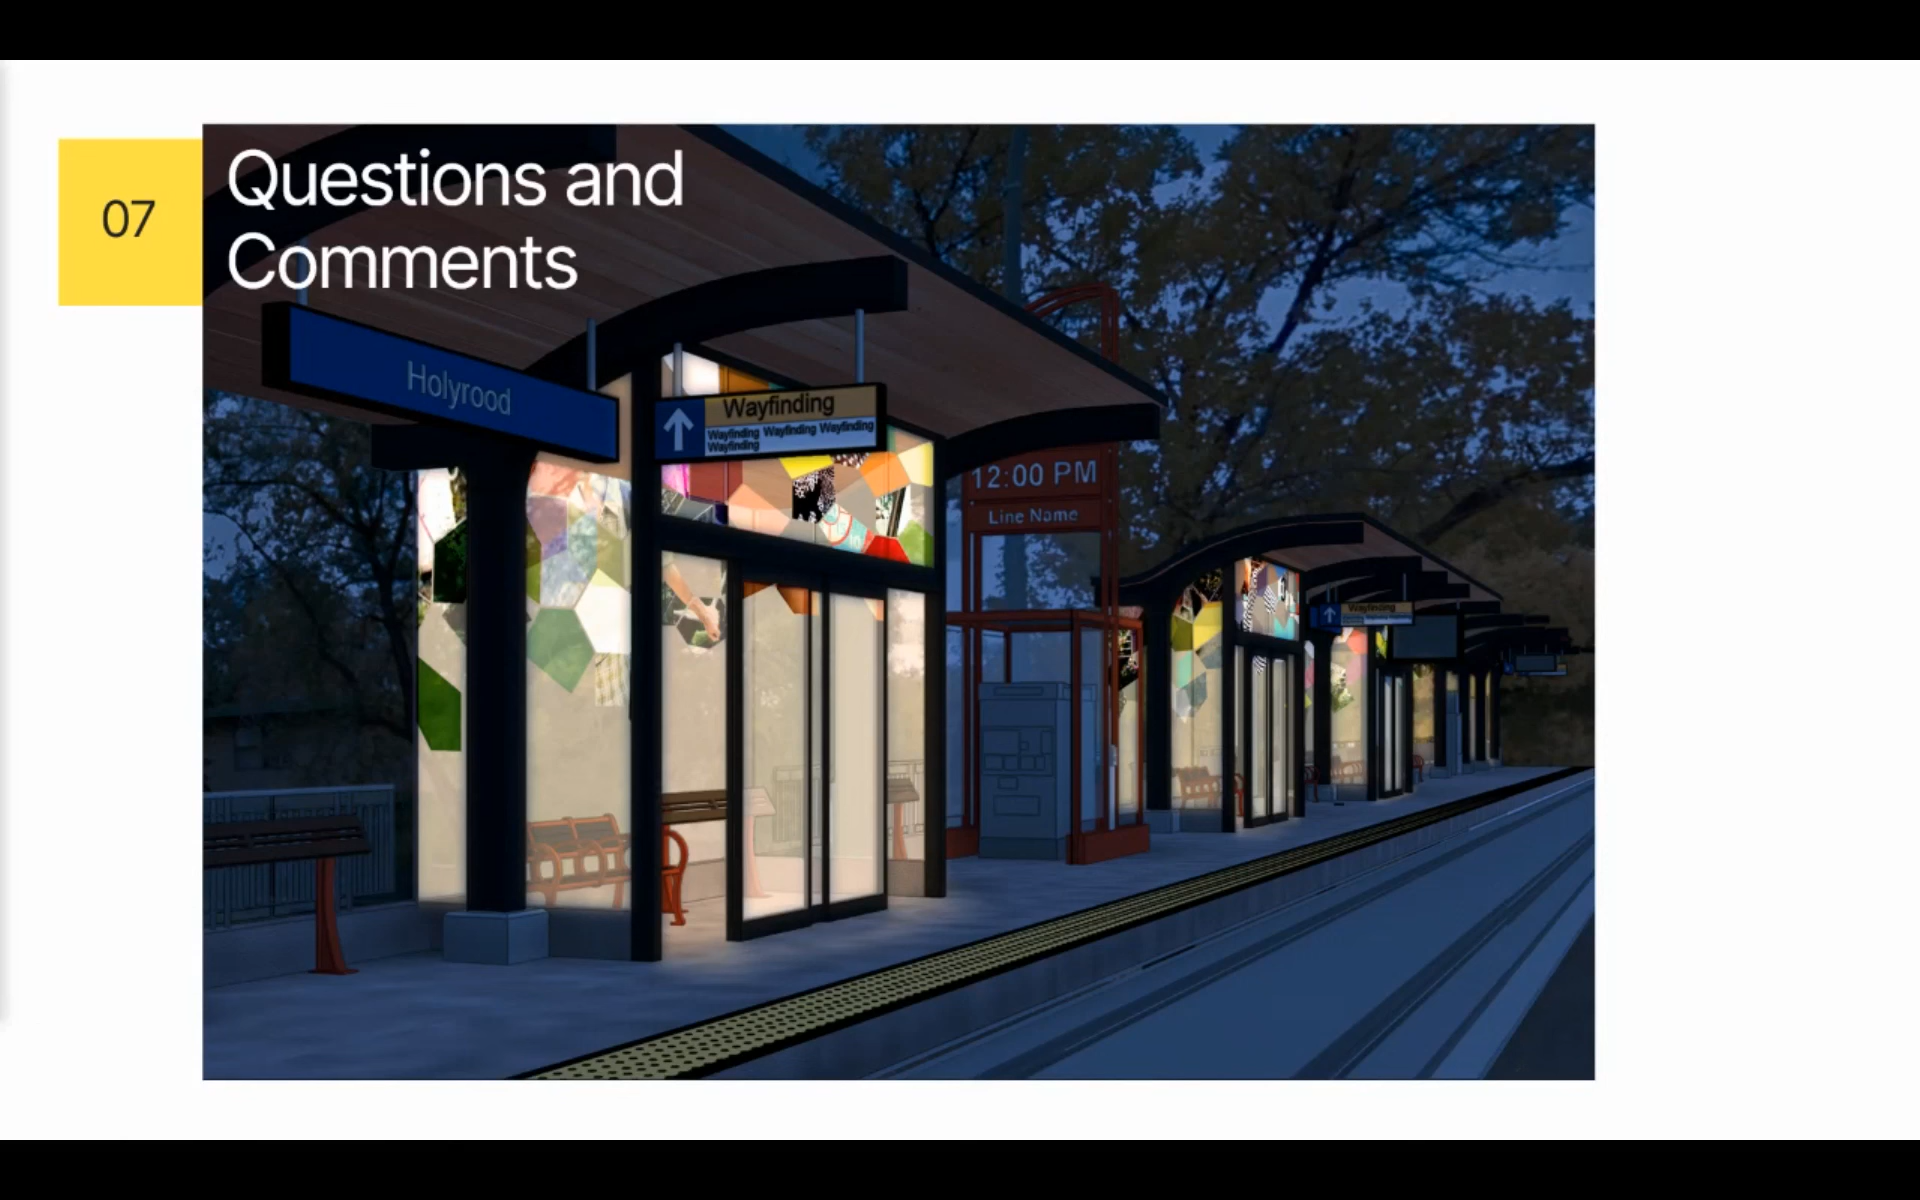 07
Questions and
Comments
Holyrood
Wayfinding
Wayfinding Wayfinding Wayfinding
Wayfinding
12:00 PM
Line Name
Wayfinding